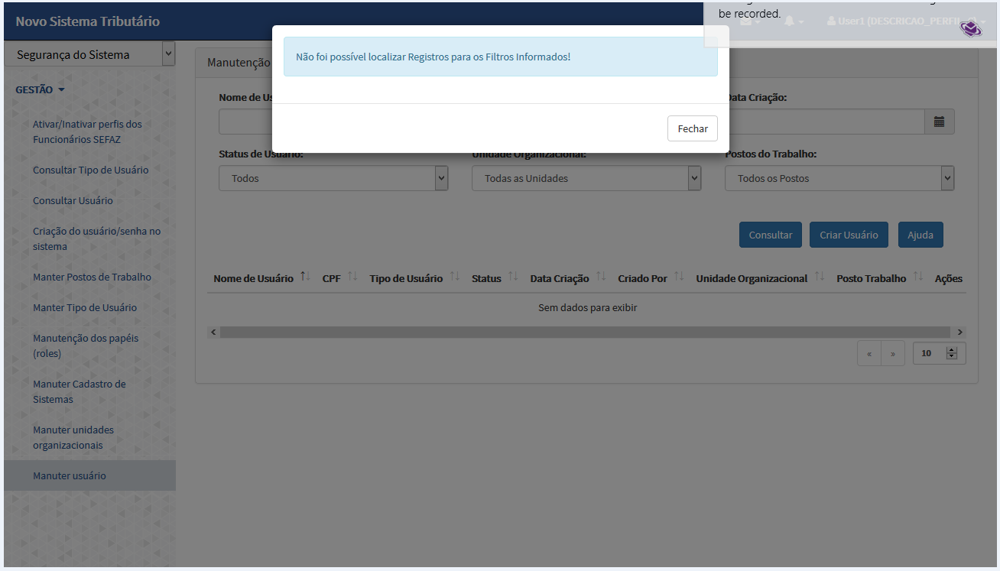 Novo Sistema Tributário
be recorded.
User1 (DESCRICAO_PERFIL
Segurança do Sistema
GESTÃO
Ativar/Inativar perfis dos
Funcionários SEFAZ
Consultar Tipo de Usuário
Consultar Usuário
Criação do usuário/senha no
sistema
Manter Postos de Trabalho
Manter Tipo de Usuário
Manutenção dos papéis
(roles)
Manuter Cadastro de
Sistemas
Manuter unidades
organizacionais
Manuter usuário
Não foi possível localizar Registros para os Filtros Informados!
Fechar
Manutenção
Nome de Us
Data Criação:
Status de Usuário:
Unidade Organizacional:
Postos do Trabalho:
Todos
Todas as Unidades
Todos os Postos
Consultar
Criar Usuário
Ajuda
Nome de Usuário
CPF
Tipo de Usuário
Status
Data Criação
Criado Por
Unidade Organizacional
Posto Trabalho
Ações
Sem dados para exibir
«
»
10